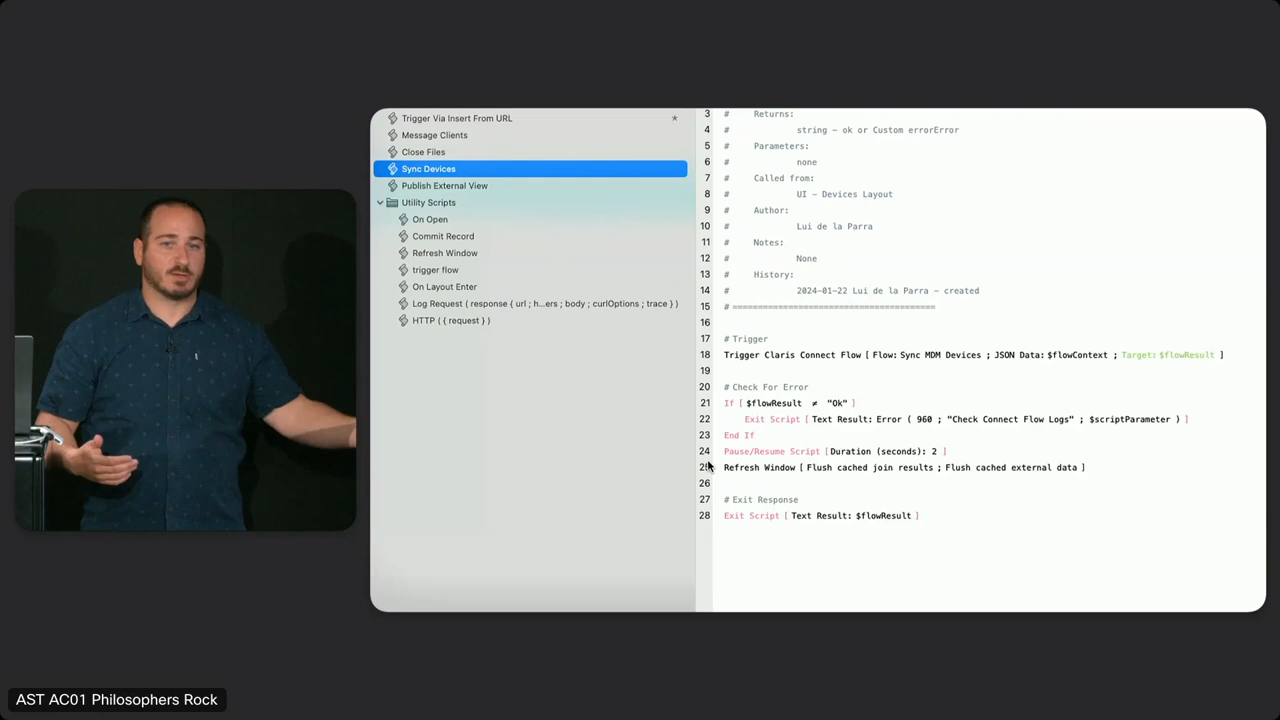 Trigger Via Insert From URL *
Message Clients
Close Files
Sync Devices
Publish External View
Utility Scripts
On Open
Commit Record
Refresh Window
trigger flow
On Layout Enter
Log Request ( response { url ; h...ers ; body ; curlOptions ; trace } )
HTTP ( { request } )
3 # Returns:
4 # string – ok or Custom errorError
5 # Parameters:
6 # none
7 # Called from:
8 # UI – Devices Layout
9 # Author:
10 # Lui de la Parra
11 # Notes:
12 # None
13 # History:
14 # 2024-01-22 Lui de la Parra – created
15 # =========================================
16
17 # Trigger
18 Trigger Claris Connect Flow [ Flow: Sync MDM Devices ; JSON Data: $flowContext ; Target: $flowResult ]
19
20 # Check For Error
21 If [ $flowResult ≠ "Ok" ]
22 Exit Script [ Text Result: Error ( 960 ; "Check Connect Flow Logs" ; $scriptParameter ) ]
23 End If
24 Pause/Resume Script [ Duration (seconds): 2 ]
25 Refresh Window [ Flush cached join results ; Flush cached external data ]
26
27 # Exit Response
28 Exit Script [ Text Result: $flowResult ]
AST AC01 Philosophers Rock